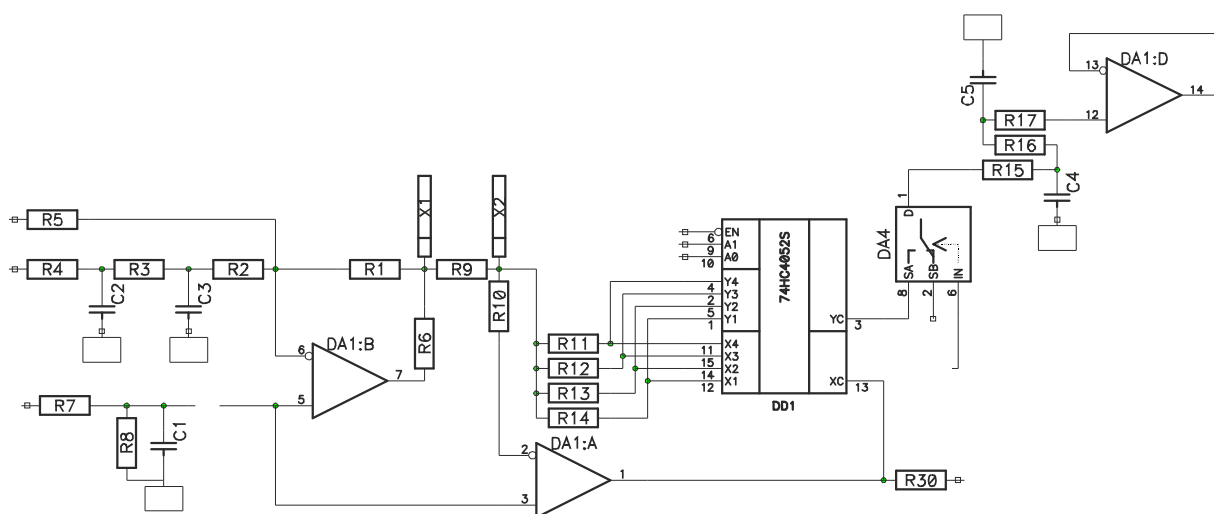 DA1:D
13
14
12
C5
R17
R16
R15
C4
1
D
DA4
SA
SB
IN
8
2
6
X1
X2
R5
R4
R3
R2
R1
R9
C2
C3
R10
R6
EN
6
A1
9
A0
10
74HC4052S
Y4
4
Y3
2
Y2
5
Y1
1
YC
3
X4
11
X3
15
X2
14
X1
12
XC
13
DD1
R11
R12
R13
R14
DA1:B
6
7
5
R7
R8
C1
DA1:A
2
1
3
R30